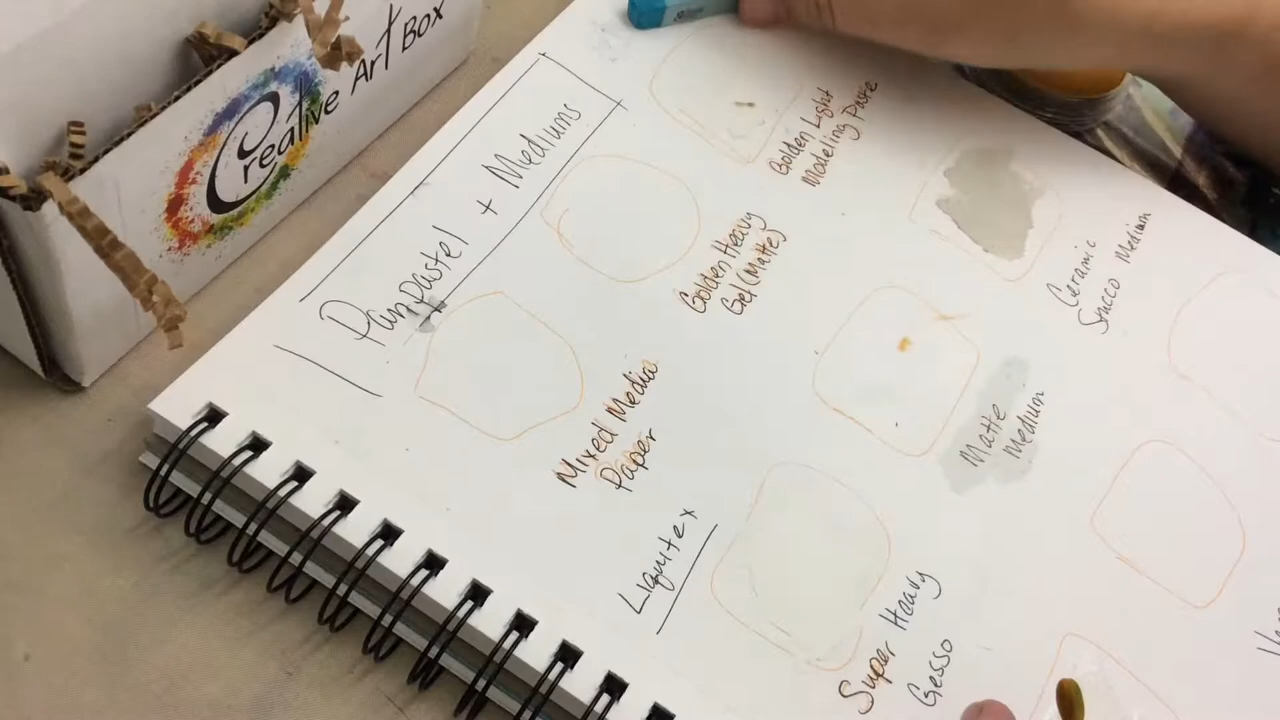 Creative Art Box
Panpastel + Mediums
Golden Light
Modeling Paste
Golden Heavy
Gel (Matte)
Mixed Media
Paper
Ceramic
Stucco Medium
Matte
Medium
Liquitex
Super Heavy
Gesso